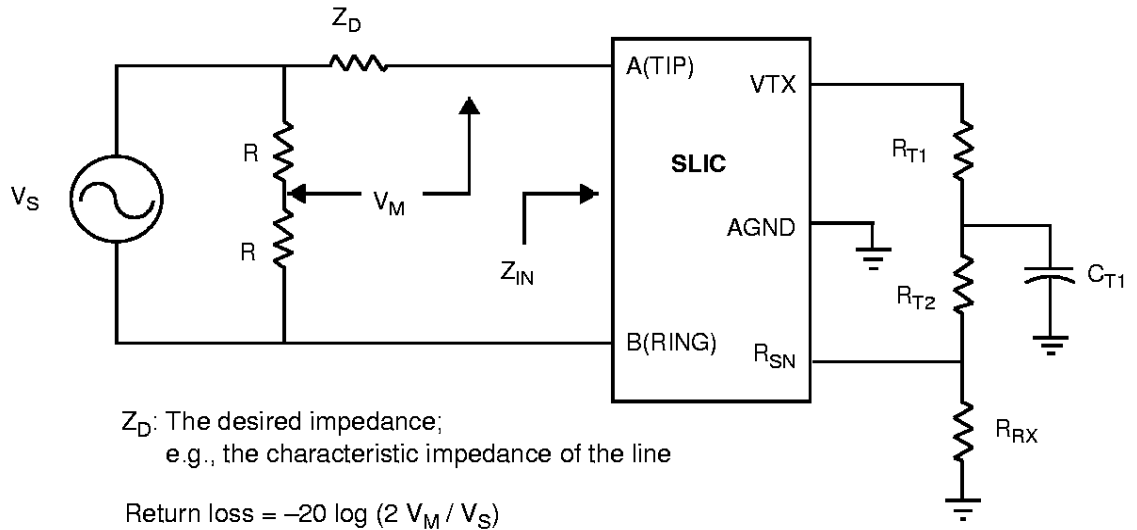 Z_D
A(TIP)
VTX
R
R_T1
SLIC
V_S
V_M
AGND
R
Z_IN
R_T2
C_T1
B(RING)
R_SN
R_RX
Z_D: The desired impedance;
e.g., the characteristic impedance of the line
Return loss = –20 log (2 V_M / V_S)